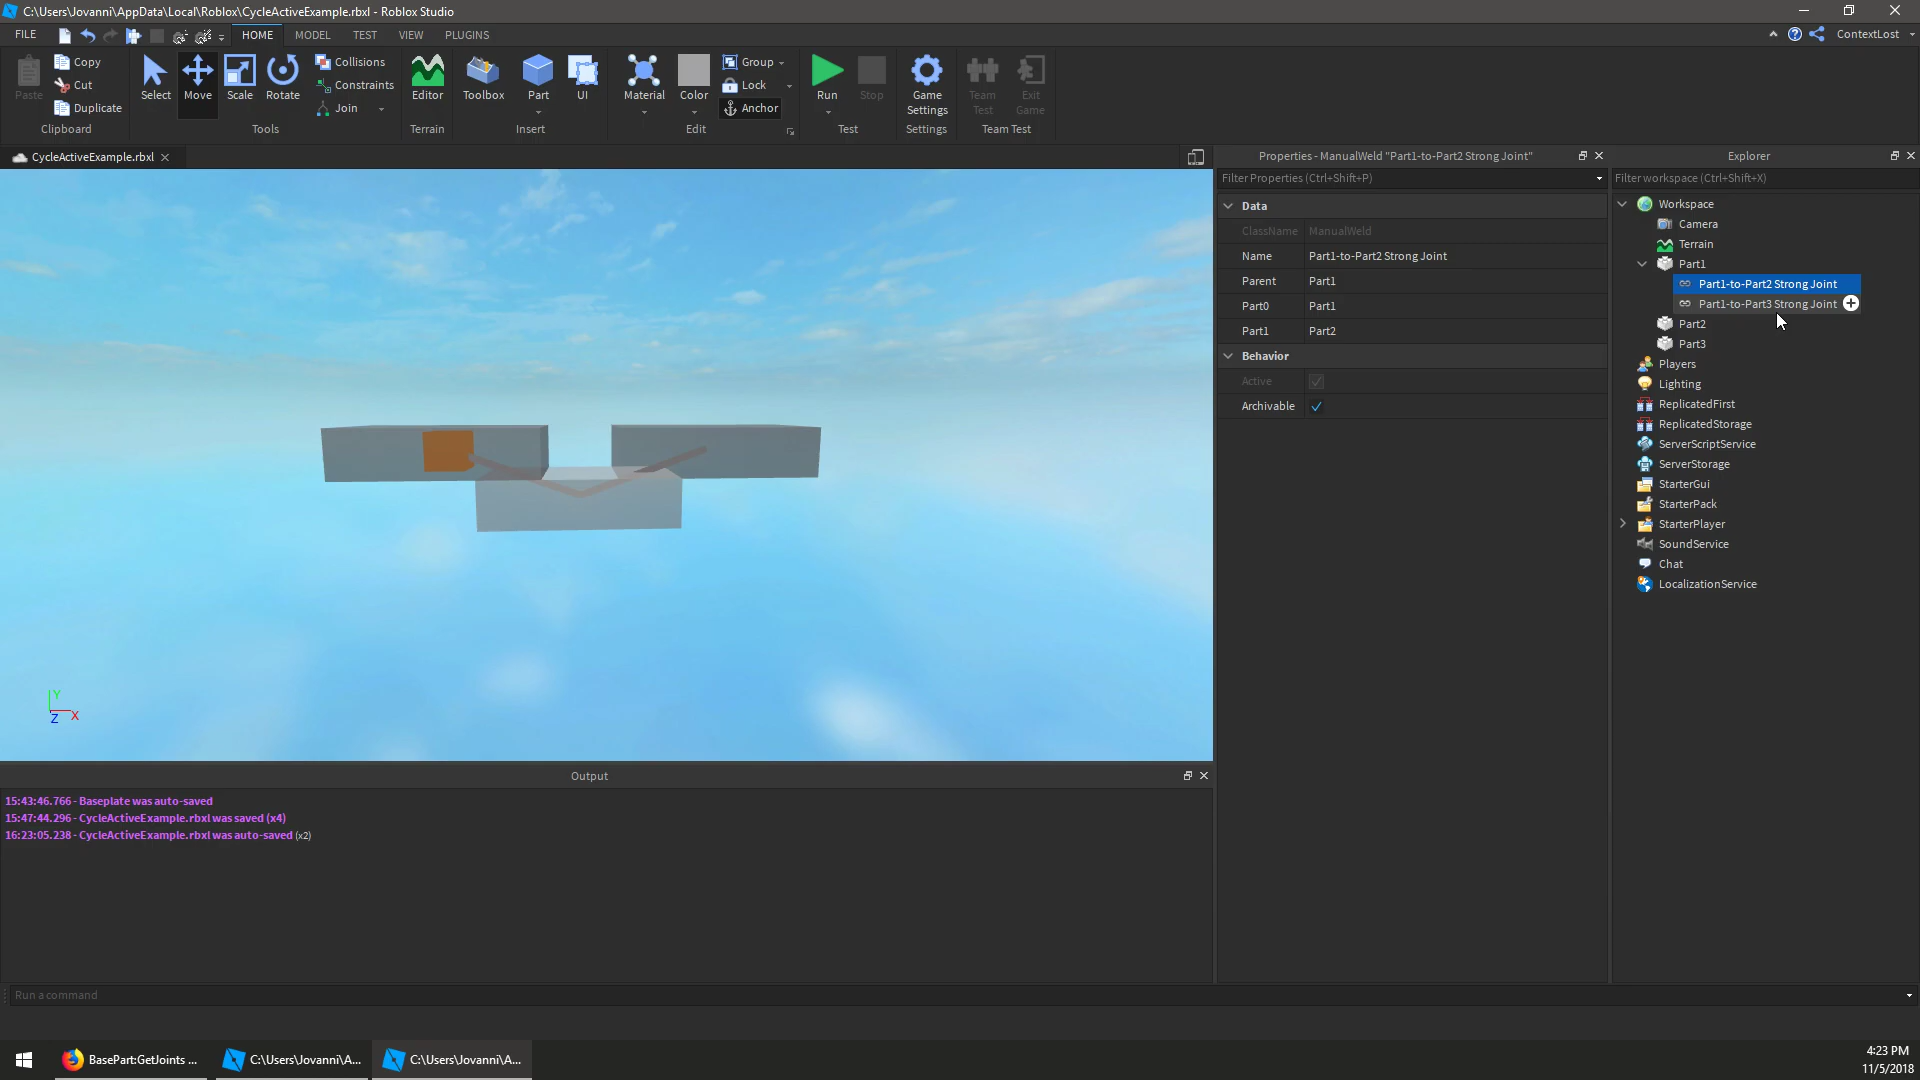 C:\Users\Jovanni\AppData\Local\Roblox\CycleActiveExample.rbxl - Roblox Studio
FILE
HOME
MODEL
TEST
VIEW
PLUGINS
ContextLost
Paste
Copy
Cut
Duplicate
Clipboard
Select
Move
Scale
Rotate
Collisions
Constraints
Join
Tools
Editor
Terrain
Toolbox
Part
UI
Insert
Material
Color
Group
Lock
Anchor
Edit
Run
Stop
Test
Game
Settings
Settings
Team
Test
Exit
Game
Team Test
CycleActiveExample.rbxl
Y
Z
X
Properties - ManualWeld "Part1-to-Part2 Strong Joint"
Filter Properties (Ctrl+Shift+P)
Data
ClassName ManualWeld
Name Part1-to-Part2 Strong Joint
Parent Part1
Part0 Part1
Part1 Part2
Behavior
Active
Archivable
Explorer
Filter workspace (Ctrl+Shift+X)
Workspace
Camera
Terrain
Part1
Part1-to-Part2 Strong Joint
Part1-to-Part3 Strong Joint
Part2
Part3
Players
Lighting
ReplicatedFirst
ReplicatedStorage
ServerScriptService
ServerStorage
StarterGui
StarterPack
StarterPlayer
SoundService
Chat
LocalizationService
Output
15:43:46.766 - Baseplate was auto-saved
15:47:44.296 - CycleActiveExample.rbxl was saved (x4)
16:23:05.238 - CycleActiveExample.rbxl was auto-saved (x2)
Run a command
BasePart:GetJoints ...
C:\Users\Jovanni\A...
C:\Users\Jovanni\A...
4:23 PM
11/5/2018